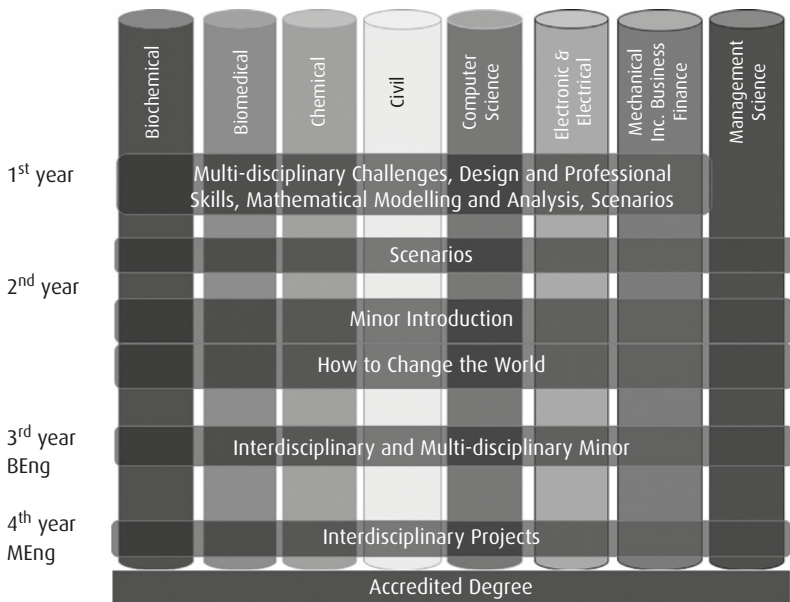 Biochemical
Biomedical
Chemical
Civil
Computer
Science
Electronic &
Electrical
Mechanical
Inc. Business
Finance
Management
Science
1st year
Multi-disciplinary Challenges, Design and Professional
Skills, Mathematical Modelling and Analysis, Scenarios
Scenarios
2nd year
Minor Introduction
How to Change the World
3rd year
BEng
Interdisciplinary and Multi-disciplinary Minor
4th year
MEng
Interdisciplinary Projects
Accredited Degree